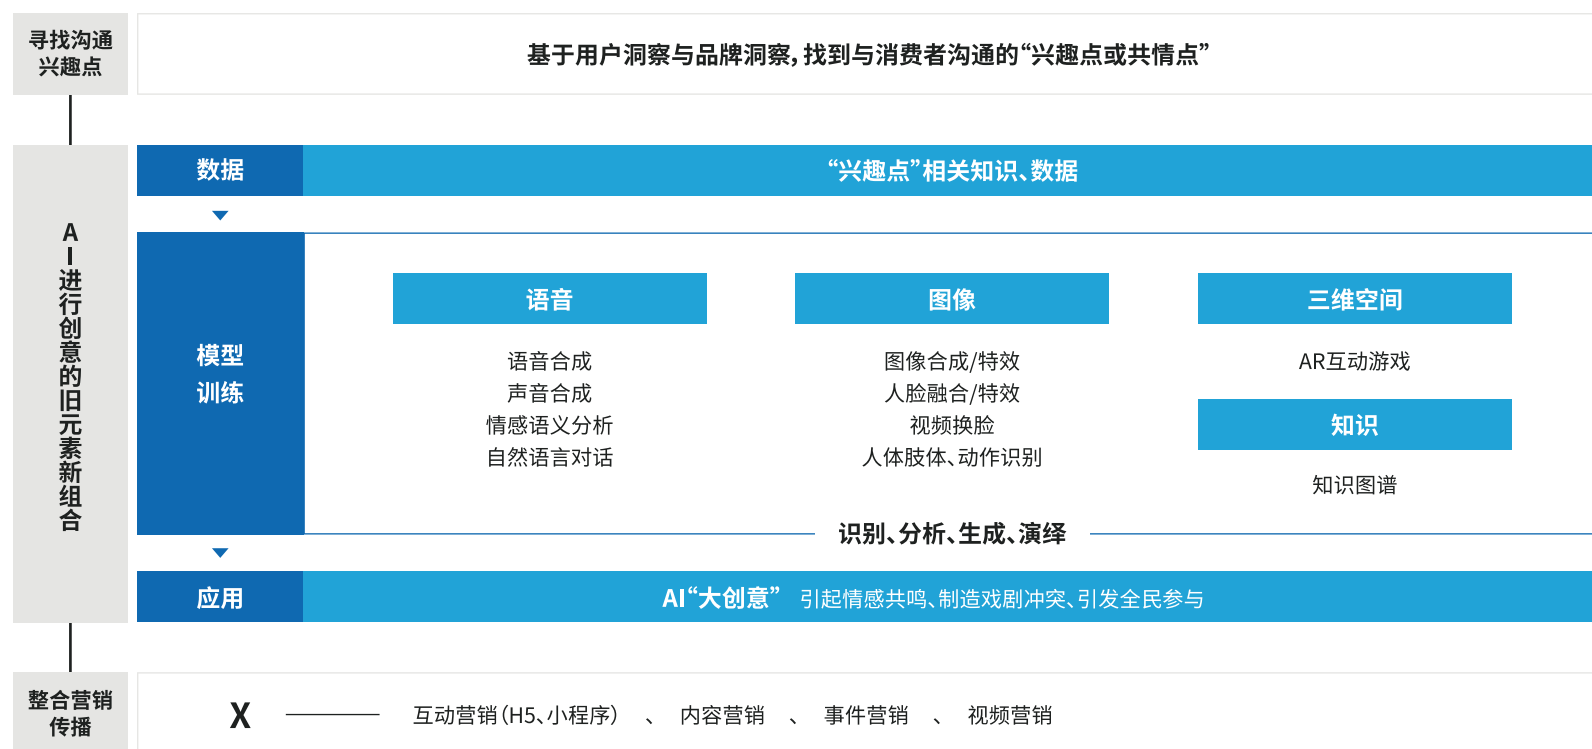 寻找沟通
兴趣点
基于用户洞察与品牌洞察,找到与消费者沟通的“兴趣点或共情点”
AI进行创意的旧元素新组合
数据
“兴趣点”相关知识、数据
模型
训练
语音
语音合成
声音合成
情感语义分析
自然语言对话
图像
图像合成/特效
人脸融合/特效
视频换脸
人体肢体、动作识别
三维空间
AR互动游戏
知识
知识图谱
识别、分析、生成、演绎
应用
AI“大创意” 引起情感共鸣、制造戏剧冲突、引发全民参与
整合营销
传播
X 互动营销(H5、小程序) 、 内容营销 、 事件营销 、 视频营销